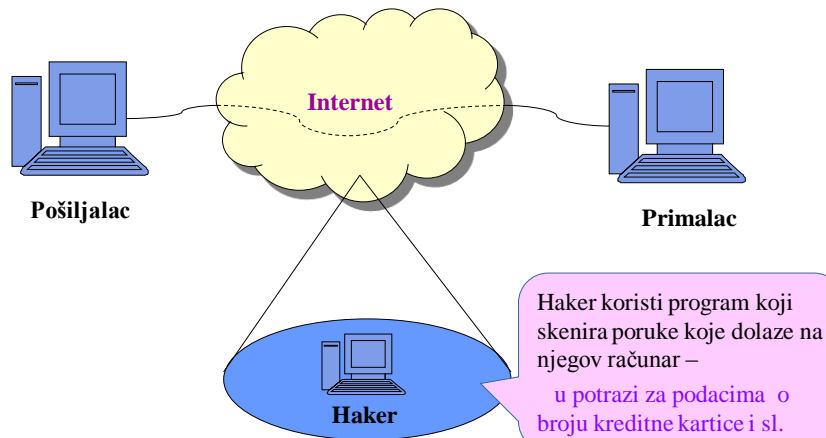 Internet
Pošiljalac
Primalac
Haker koristi program koji
skenira poruke koje dolaze na
njegov računar –
u potrazi za podacima o
broju kreditne kartice i sl.
Haker